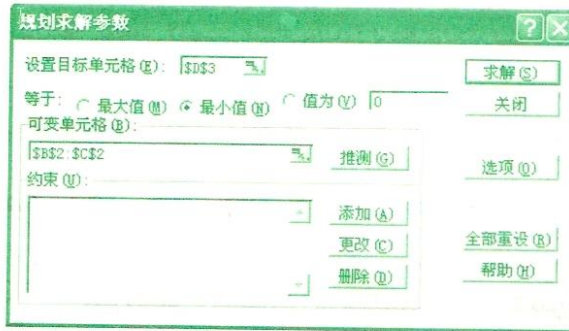 规划求解参数
设置目标单元格(E): $D$3 求解(S)
等于: 最大值(M) 最小值(N) 值为(V) 0 关闭
可变单元格(B):
$B$2:$C$2 推测(G) 选项(O)
约束(U):
添加(A)
更改(C) 全部重设(R)
删除(D) 帮助(H)